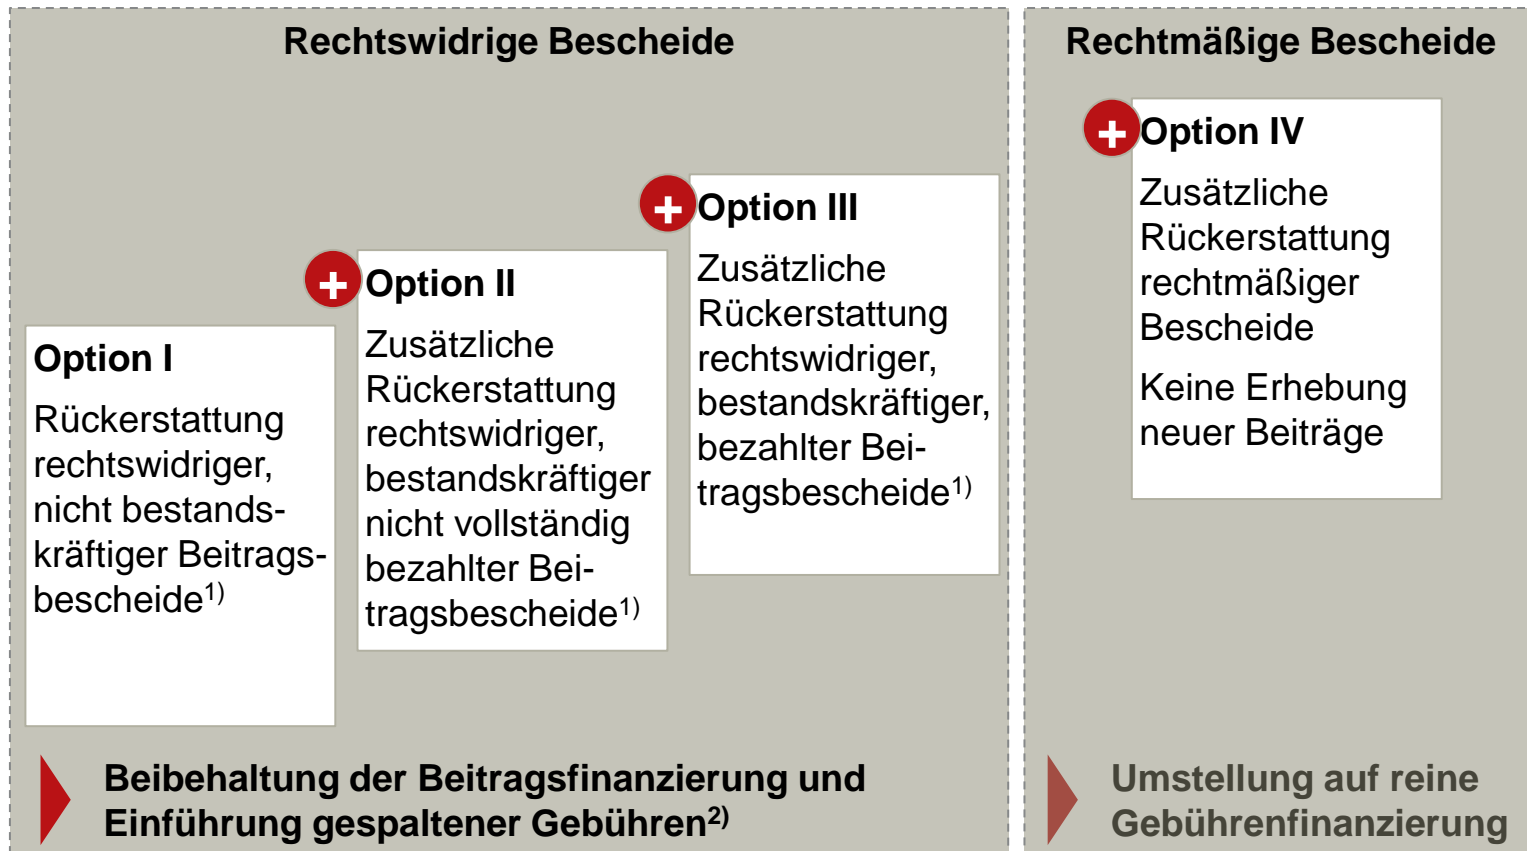 Rechtswidrige Bescheide
Option I
Rückerstattung
rechtswidriger,
nicht bestands-
kräftiger Beitrags-
bescheide1)
+
Option II
Zusätzliche
Rückerstattung
rechtswidriger,
bestandskräftiger
nicht vollständig
bezahlter Bei-
tragsbescheide1)
+
Option III
Zusätzliche
Rückerstattung
rechtswidriger,
bestandskräftiger,
bezahlter Bei-
tragsbescheide1)
Beibehaltung der Beitragsfinanzierung und
Einführung gespaltener Gebühren2)
Rechtmäßige Bescheide
+
Option IV
Zusätzliche
Rückerstattung
rechtmäßiger
Bescheide
Keine Erhebung
neuer Beiträge
Umstellung auf reine
Gebührenfinanzierung